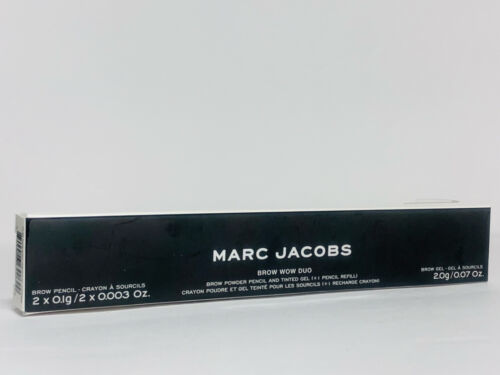 MARC JACOBS
BROW WOW DUO
BROW POWDER PENCIL AND TINTED GEL (+1 PENCIL REFILL)
CRAYON POUDRE ET GEL TEINTÉ POUR LES SOURCILS (+1 RECHARGE CRAYON)
BROW PENCIL - CRAYON À SOURCILS
2 x 0.1g/2 x 0.003 Oz.
BROW GEL - GEL À SOURCILS
2.0g/0.07 Oz.